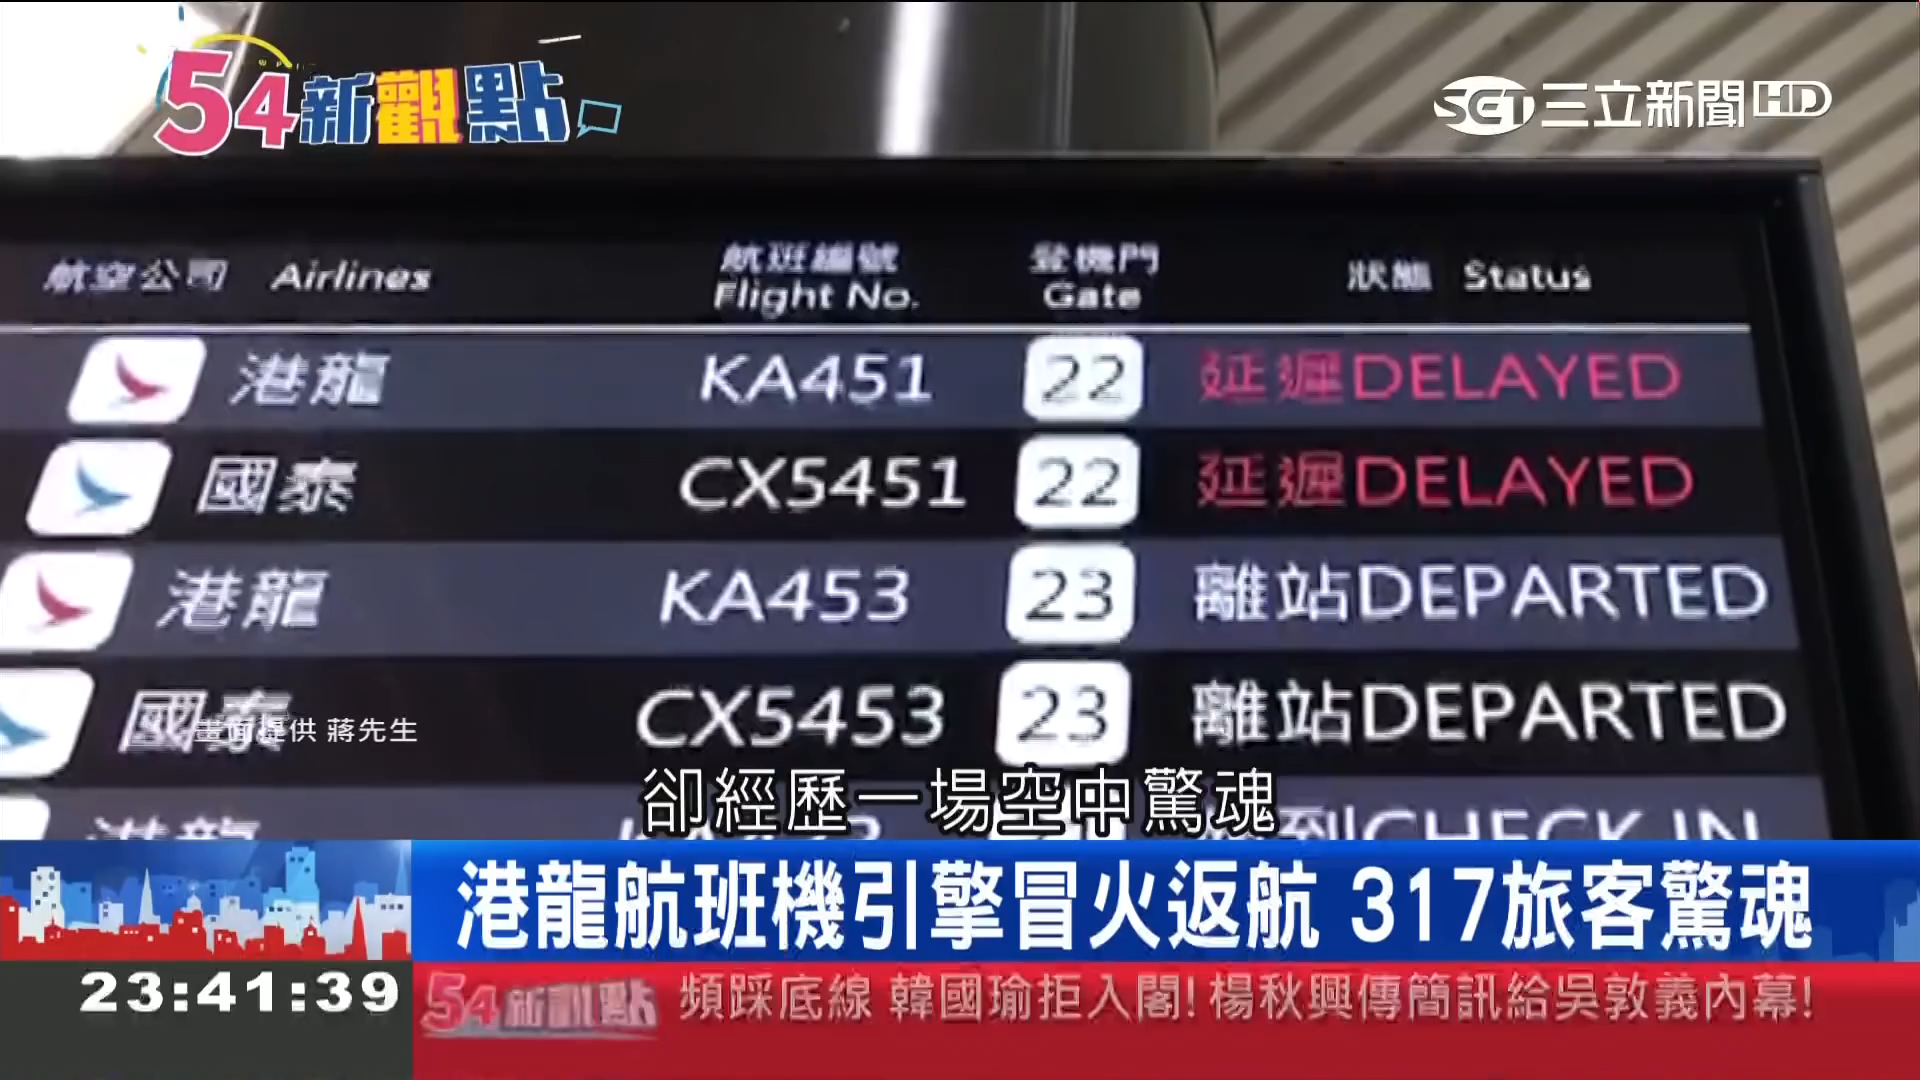 54新觀點
SET三立新聞HD
航空公司 Airlines
航班編號
Flight No.
登機門
Gate
狀態 Status
港龍 KA451 22 延遲DELAYED
國泰 CX5451 22 延遲DELAYED
港龍 KA453 23 離站DEPARTED
國泰 CX5453 23 離站DEPARTED
畫面提供 蔣先生
港龍 CHECK IN
卻經歷一場空中驚魂
港龍航班機引擎冒火返航 317旅客驚魂
23:41:39
54新觀點 頻踩底線 韓國瑜拒入閣! 楊秋興傳簡訊給吳敦義內幕!